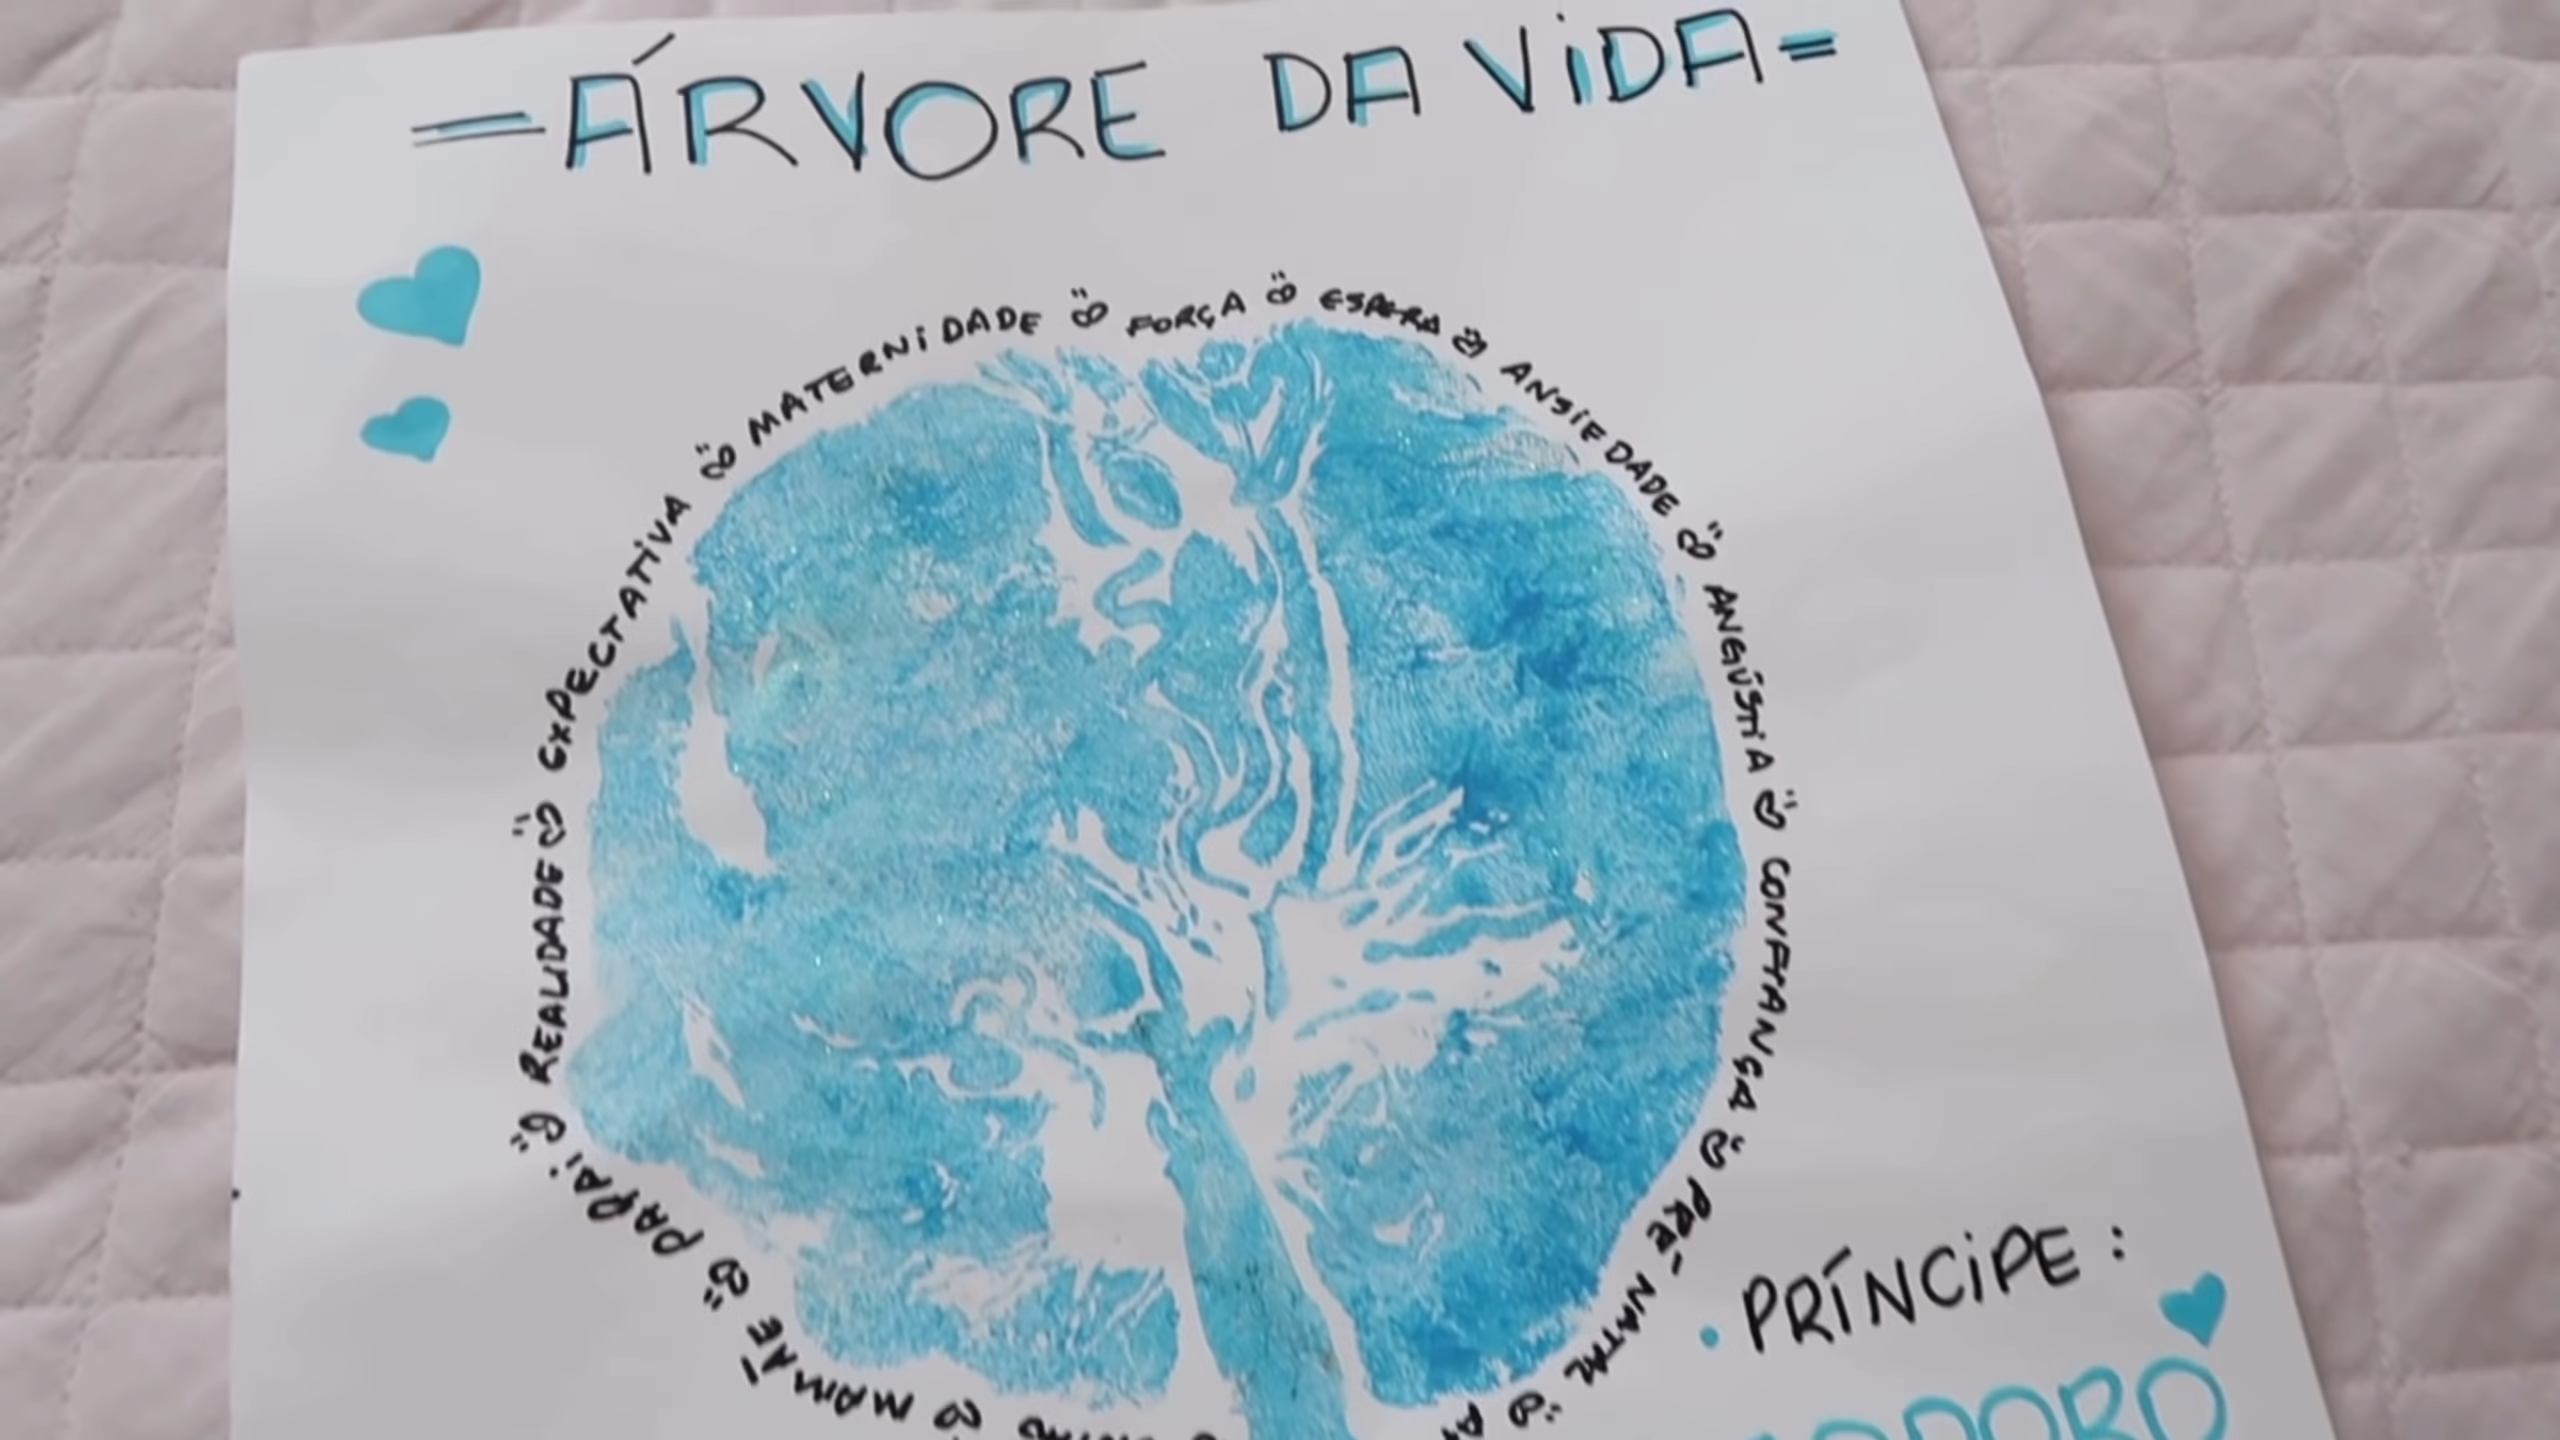 =ÁRVORE DA VIDA=
REALIDADE EXPECTATIVA MATERNIDADE FORÇA ESPERA ANSIEDADE ANGÚSTIA CONFIANÇA PRÉ-NATAL
MAMÃE PAPAI
• PRÍNCIPE: